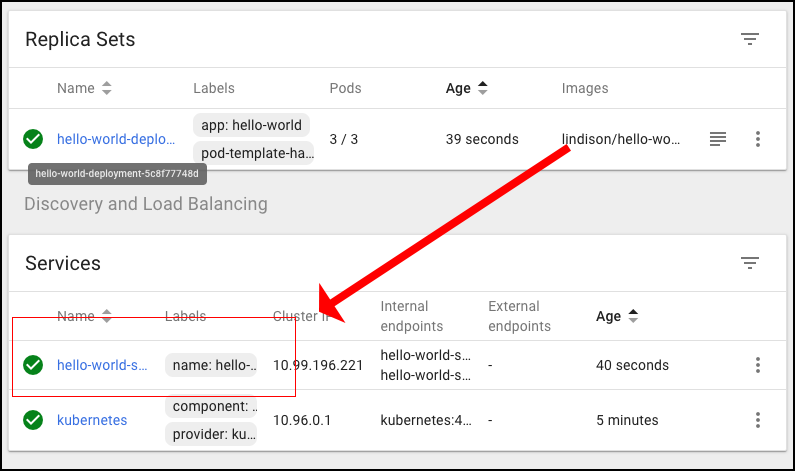 Replica Sets
Name Labels Pods Age Images
app: hello-world
hello-world-deplo... 3 / 3 39 seconds lindison/hello-wo...
pod-template-ha...
hello-world-deployment-5c8f77748d
Discovery and Load Balancing
Services
Name Labels Cluster IP Internal endpoints External endpoints Age
hello-world-s... name: hello-... 10.99.196.221 hello-world-s... - 40 seconds
hello-world-s...
component: ...
kubernetes 10.96.0.1 kubernetes:4... - 5 minutes
provider: ku...